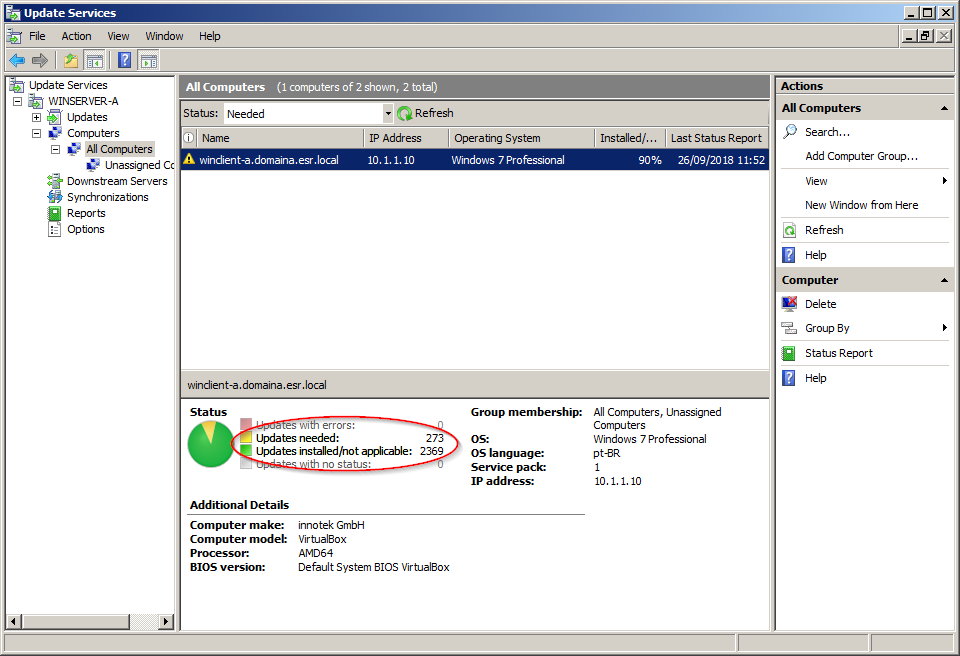 Update Services
File Action View Window Help
Update Services
WINSERVER-A
Updates
Computers
All Computers
Unassigned Co
Downstream Servers
Synchronizations
Reports
Options
All Computers (1 computers of 2 shown, 2 total)
Status: Needed Refresh
Name IP Address Operating System Installed/... Last Status Report
winclient-a.domaina.esr.local 10.1.1.10 Windows 7 Professional 90% 26/09/2018 11:52
winclient-a.domaina.esr.local
Status
Updates with errors: 0
Updates needed: 273
Updates installed/not applicable: 2369
Updates with no status: 0
Group membership: All Computers, Unassigned
Computers
OS: Windows 7 Professional
OS language: pt-BR
Service pack: 1
IP address: 10.1.1.10
Additional Details
Computer make: innotek GmbH
Computer model: VirtualBox
Processor: AMD64
BIOS version: Default System BIOS VirtualBox
Actions
All Computers
Search...
Add Computer Group...
View
New Window from Here
Refresh
Help
Computer
Delete
Group By
Status Report
Help